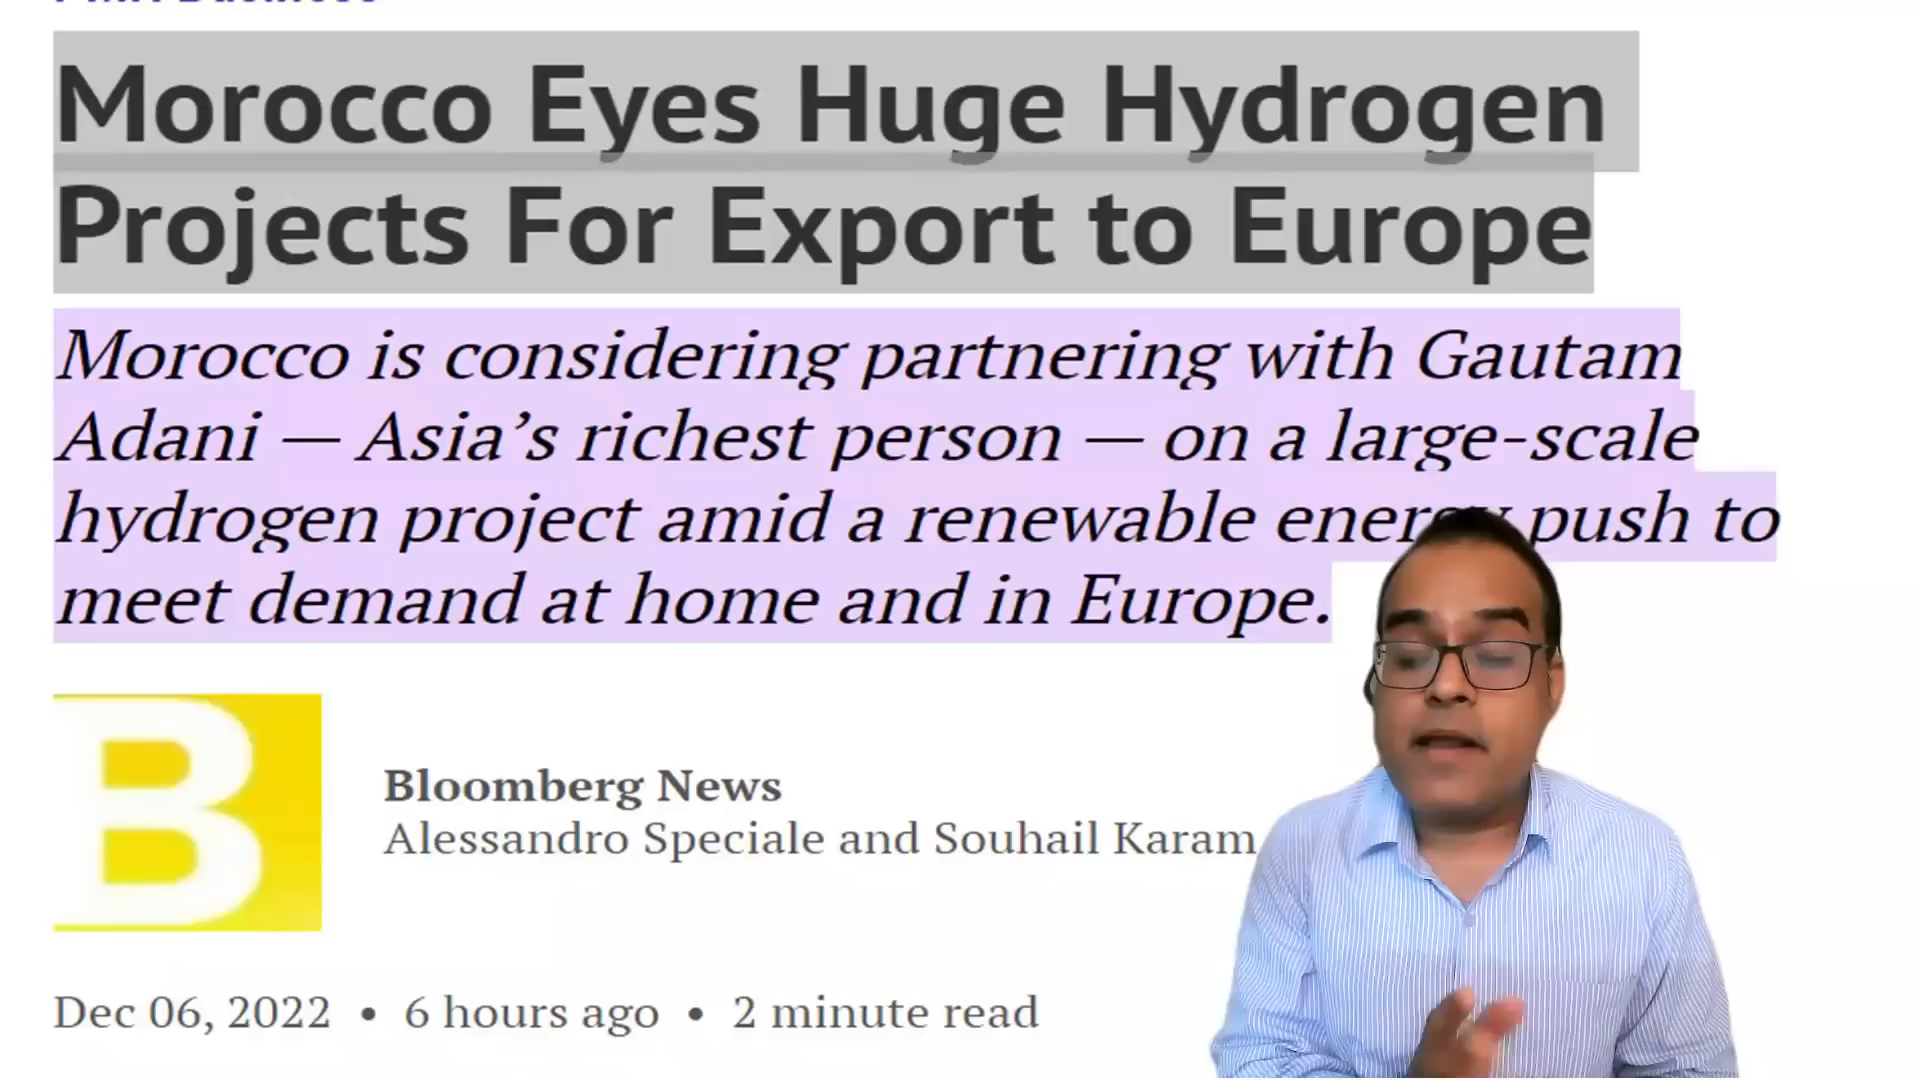 Morocco Eyes Huge Hydrogen
Projects For Export to Europe
Morocco is considering partnering with Gautam
Adani — Asia’s richest person — on a large-scale
hydrogen project amid a renewable energy push to
meet demand at home and in Europe.
B
Bloomberg News
Alessandro Speciale and Souhail Karam
Dec 06, 2022 • 6 hours ago • 2 minute read